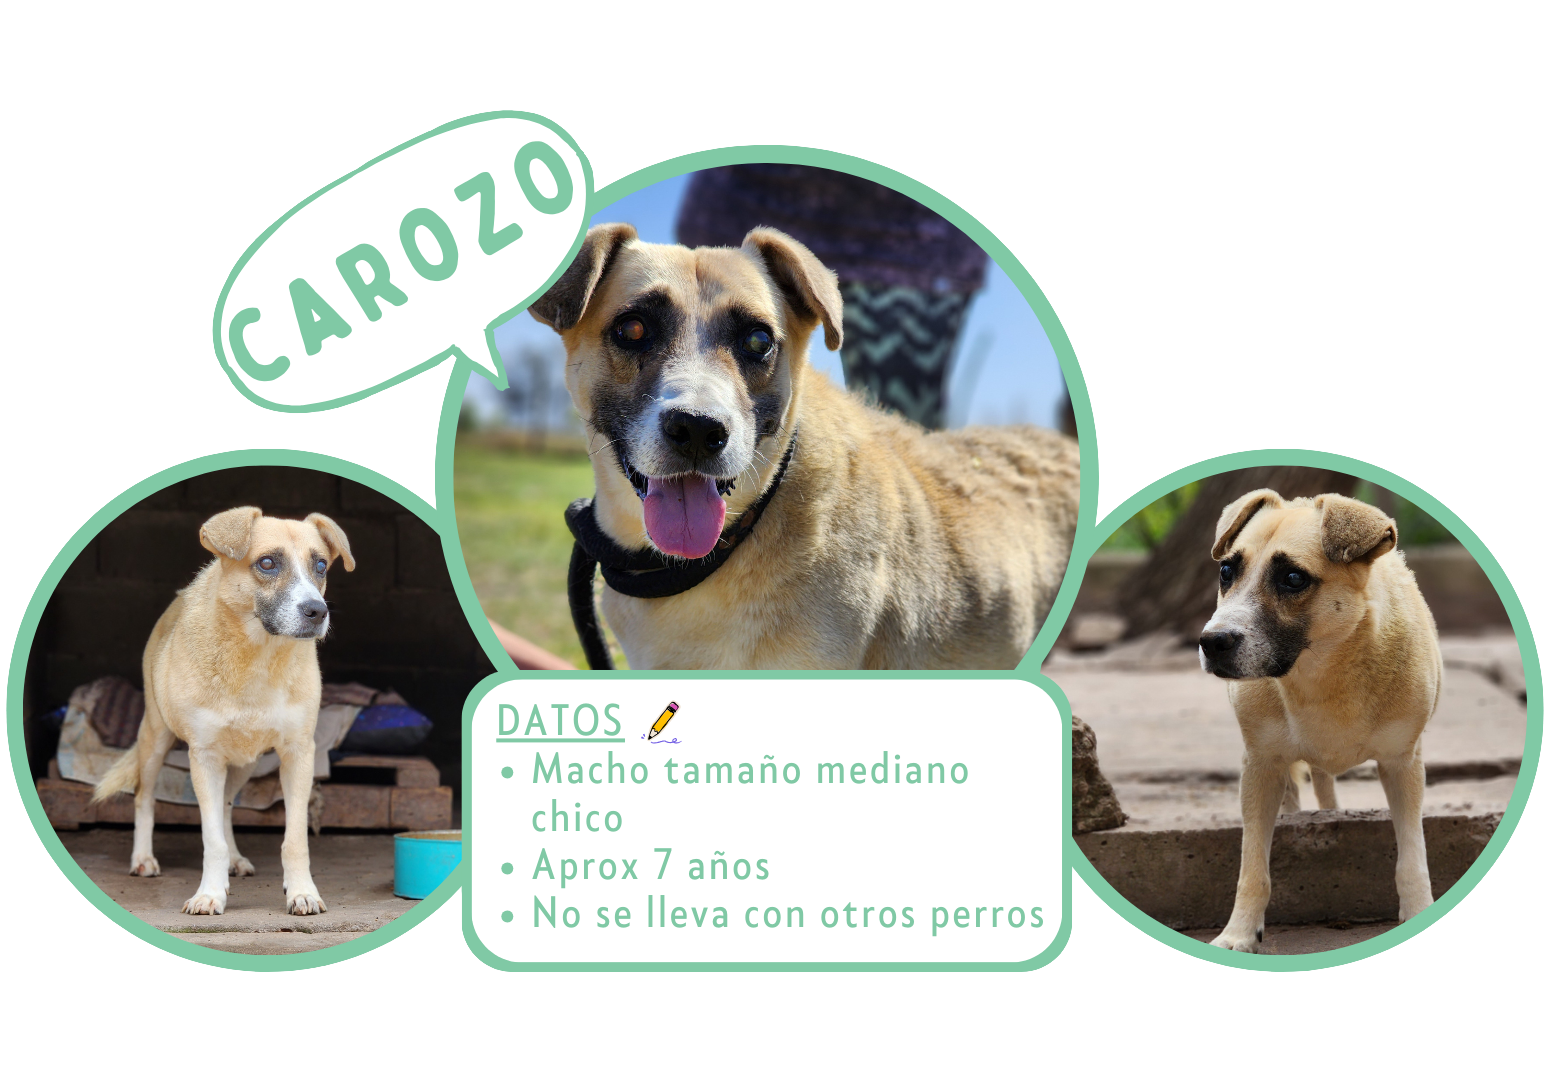 CAROZO
DATOS
• Macho tamaño mediano
chico
• Aprox 7 años
• No se lleva con otros perros